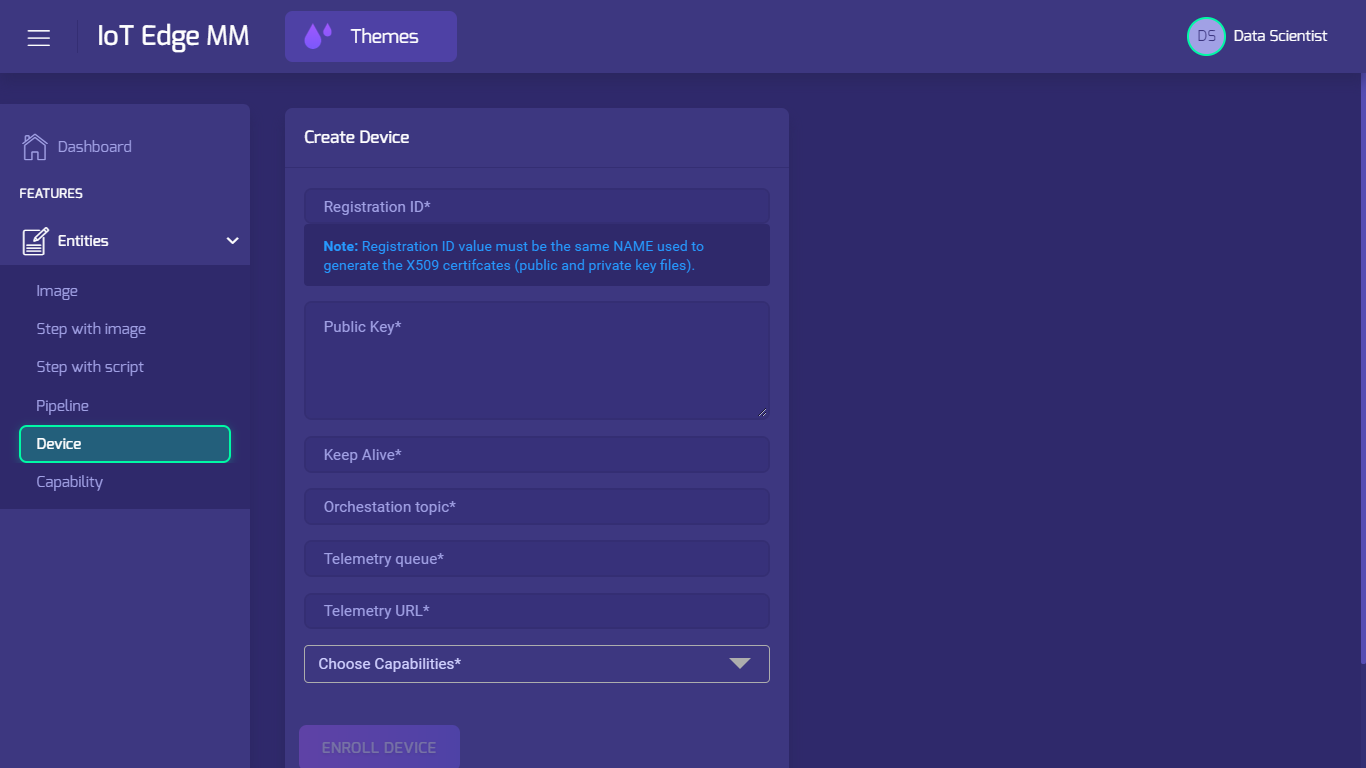 IoT Edge MM
Themes
DS
Data Scientist
Dashboard
FEATURES
Entities
Image
Step with image
Step with script
Pipeline
Device
Capability
Create Device
Registration ID*
Note: Registration ID value must be the same NAME used to
generate the X509 certifcates (public and private key files).
Public Key*
Keep Alive*
Orchestation topic*
Telemetry queue*
Telemetry URL*
Choose Capabilities*
ENROLL DEVICE